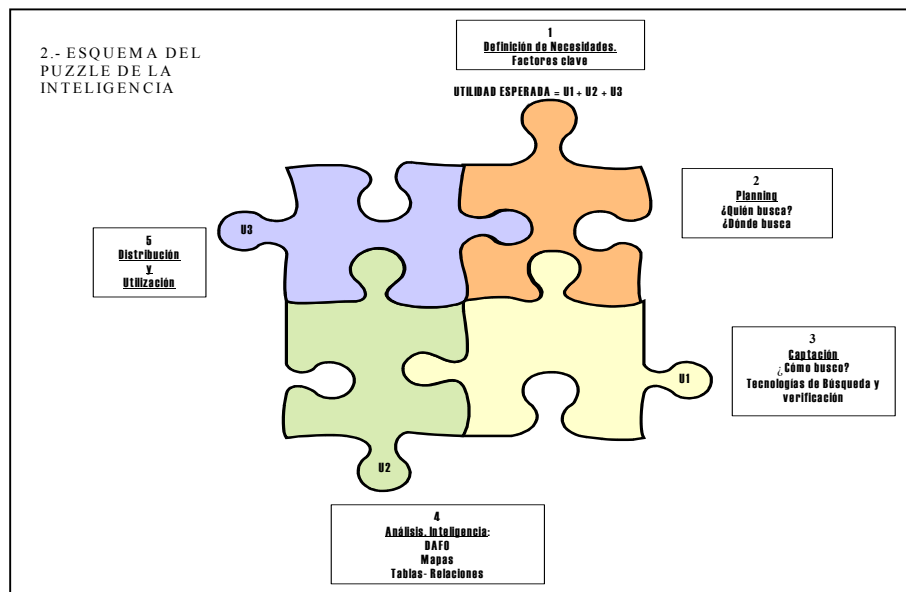 2.- ESQUEMA DEL
PUZZLE DE LA
INTELIGENCIA
1
Definición de Necesidades.
Factores clave
UTILIDAD ESPERADA = U1 + U2 + U3
2
Planning
¿Quién busca?
¿Dónde busca
U3
5
Distribución
y
Utilización
3
Captación
¿Cómo busco?
Tecnologías de Búsqueda y
verificación
U1
U2
4
Análisis. Inteligencia:
DAFO
Mapas
Tablas- Relaciones